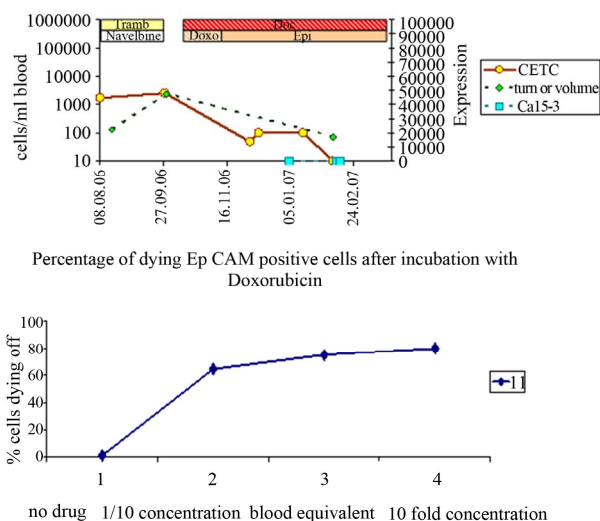 1000000
100000
10000
1000
100
10
cells/ml blood
Tramb
Navelbine
Doc
Doxo
Epi
100000
90000
80000
70000
60000
50000
40000
30000
20000
10000
0
Expression
CETC
turn or volume
Ca15-3
08.08.06
27.09.06
16.11.06
05.01.07
24.02.07
Percentage of dying Ep CAM positive cells after incubation with
Doxorubicin
100
80
60
40
20
0
% cells dying off
11
1 2 3 4
no drug 1/10 concentration blood equivalent 10 fold concentration